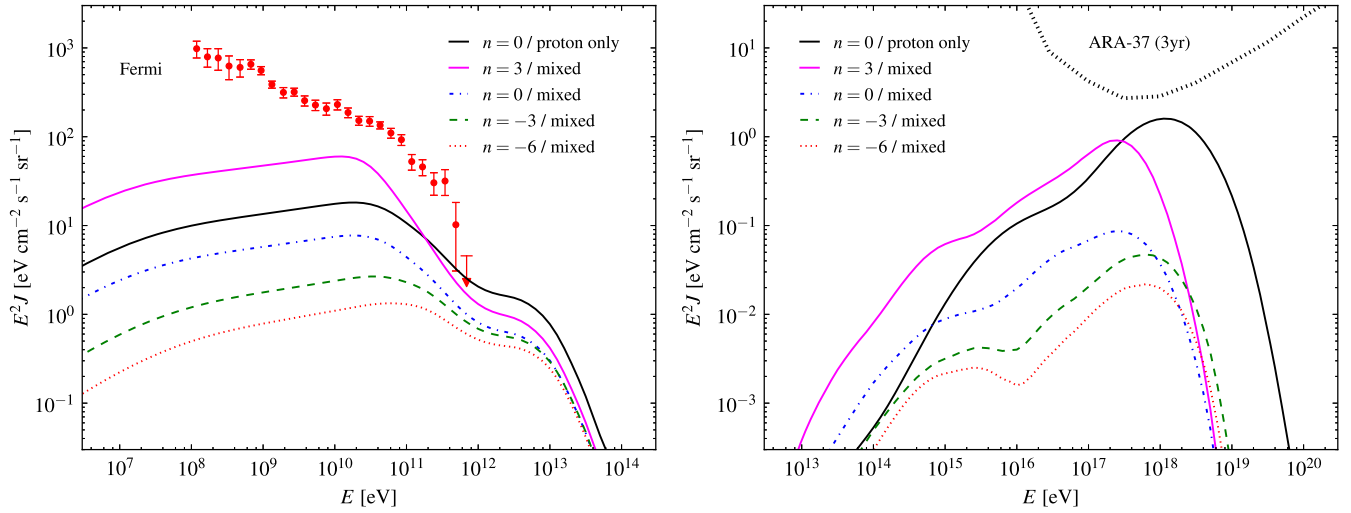 10³
10²
10¹
10⁰
10⁻¹
E²J [eV cm⁻² s⁻¹ sr⁻¹]
Fermi
n = 0 / proton only
n = 3 / mixed
n = 0 / mixed
n = −3 / mixed
n = −6 / mixed
10⁷ 10⁸ 10⁹ 10¹⁰ 10¹¹ 10¹² 10¹³ 10¹⁴
E [eV]
10¹
10⁰
10⁻¹
10⁻²
10⁻³
E²J [eV cm⁻² s⁻¹ sr⁻¹]
n = 0 / proton only
n = 3 / mixed
n = 0 / mixed
n = −3 / mixed
n = −6 / mixed
ARA-37 (3yr)
10¹³ 10¹⁴ 10¹⁵ 10¹⁶ 10¹⁷ 10¹⁸ 10¹⁹ 10²⁰
E [eV]